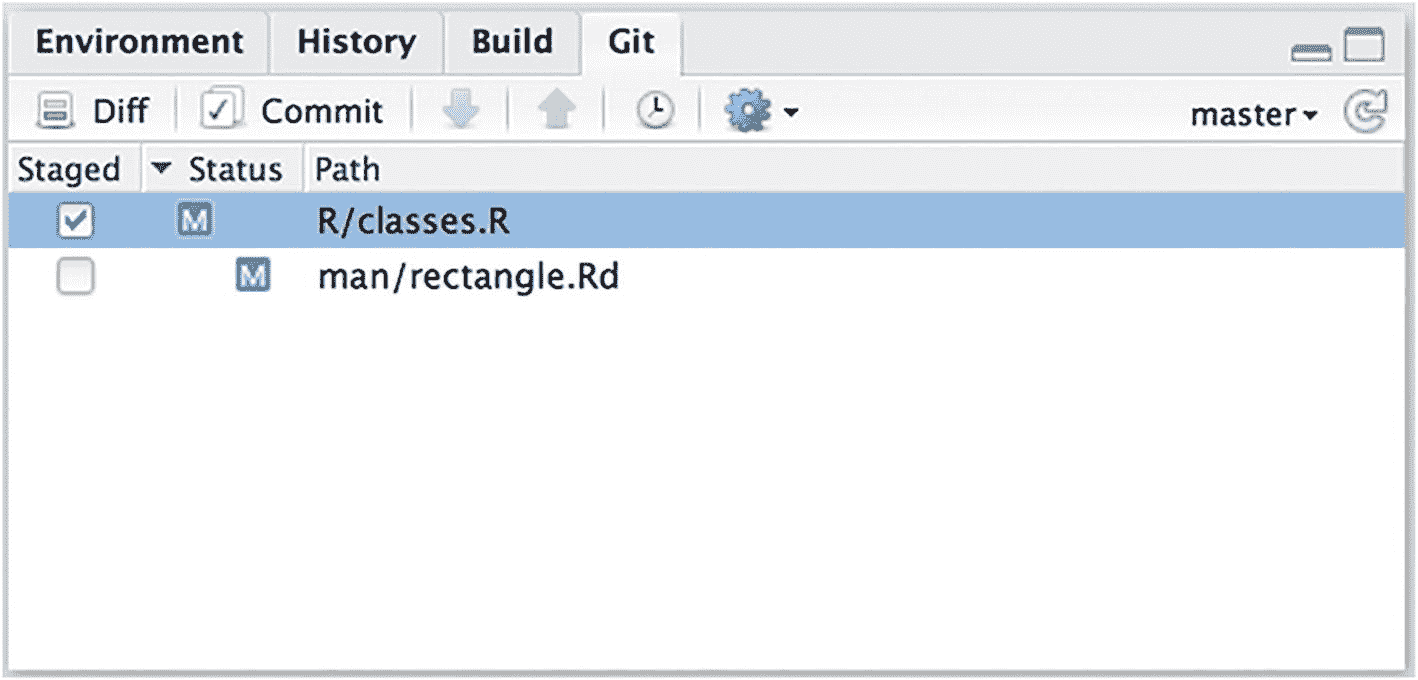 Environment History Build Git
Diff Commit master
Staged Status Path
M R/classes.R
M man/rectangle.Rd